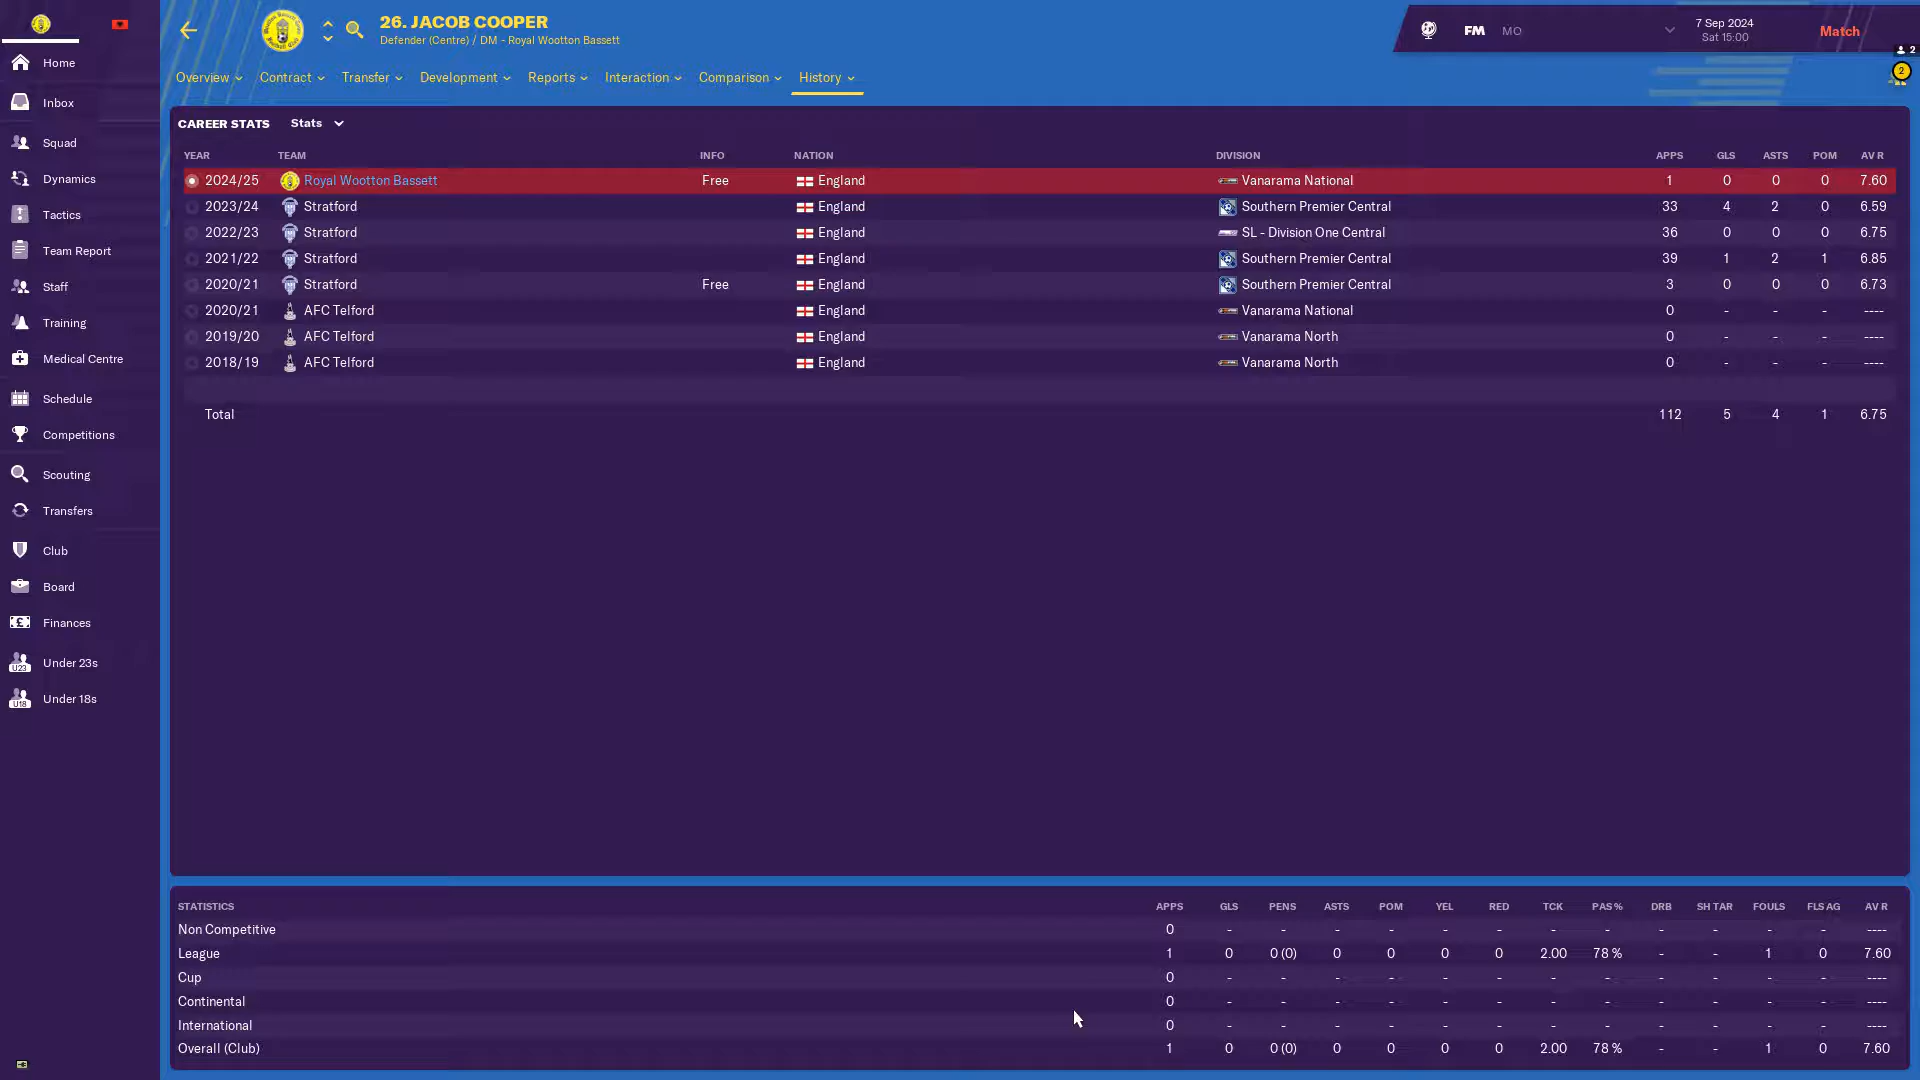 26. JACOB COOPER
Defender (Centre) / DM - Royal Wootton Bassett
FM MO
7 Sep 2024
Sat 15:00
Match
2
2
Overview Contract Transfer Development Reports Interaction Comparison History
Home
Inbox
Squad
Dynamics
Tactics
Team Report
Staff
Training
Medical Centre
Schedule
Competitions
Scouting
Transfers
Club
Board
Finances
U23 Under 23s
U18 Under 18s
CAREER STATS Stats
YEAR TEAM INFO NATION DIVISION APPS GLS ASTS POM AV R
2024/25 Royal Wootton Bassett Free England Vanarama National 1 0 0 0 7.60
2023/24 Stratford England Southern Premier Central 33 4 2 0 6.59
2022/23 Stratford England SL - Division One Central 36 0 0 0 6.75
2021/22 Stratford England Southern Premier Central 39 1 2 1 6.85
2020/21 Stratford Free England Southern Premier Central 3 0 0 0 6.73
2020/21 AFC Telford England Vanarama National 0 - - - ----
2019/20 AFC Telford England Vanarama North 0 - - - ----
2018/19 AFC Telford England Vanarama North 0 - - - ----
Total 112 5 4 1 6.75
STATISTICS APPS GLS PENS ASTS POM YEL RED TCK PAS % DRB SH TAR FOULS FLS AG AV R
Non Competitive 0 - - - - - - - - - - - - ----
League 1 0 0 (0) 0 0 0 0 2.00 78 % - - 1 0 7.60
Cup 0 - - - - - - - - - - - - ----
Continental 0 - - - - - - - - - - - - ----
International 0 - - - - - - - - - - - - ----
Overall (Club) 1 0 0 (0) 0 0 0 0 2.00 78 % - - 1 0 7.60